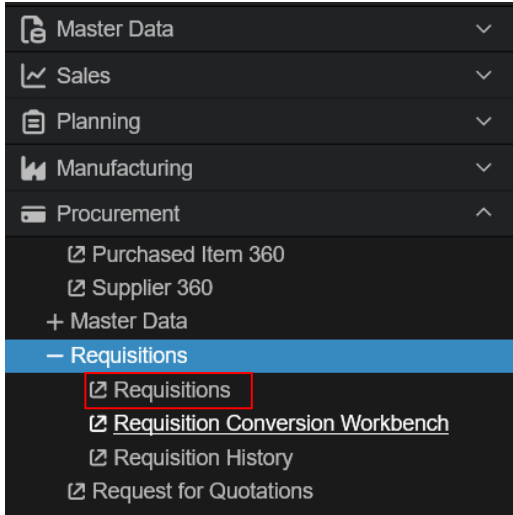 Master Data
Sales
Planning
Manufacturing
Procurement
Purchased Item 360
Supplier 360
Master Data
Requisitions
Requisitions
Requisition Conversion Workbench
Requisition History
Request for Quotations